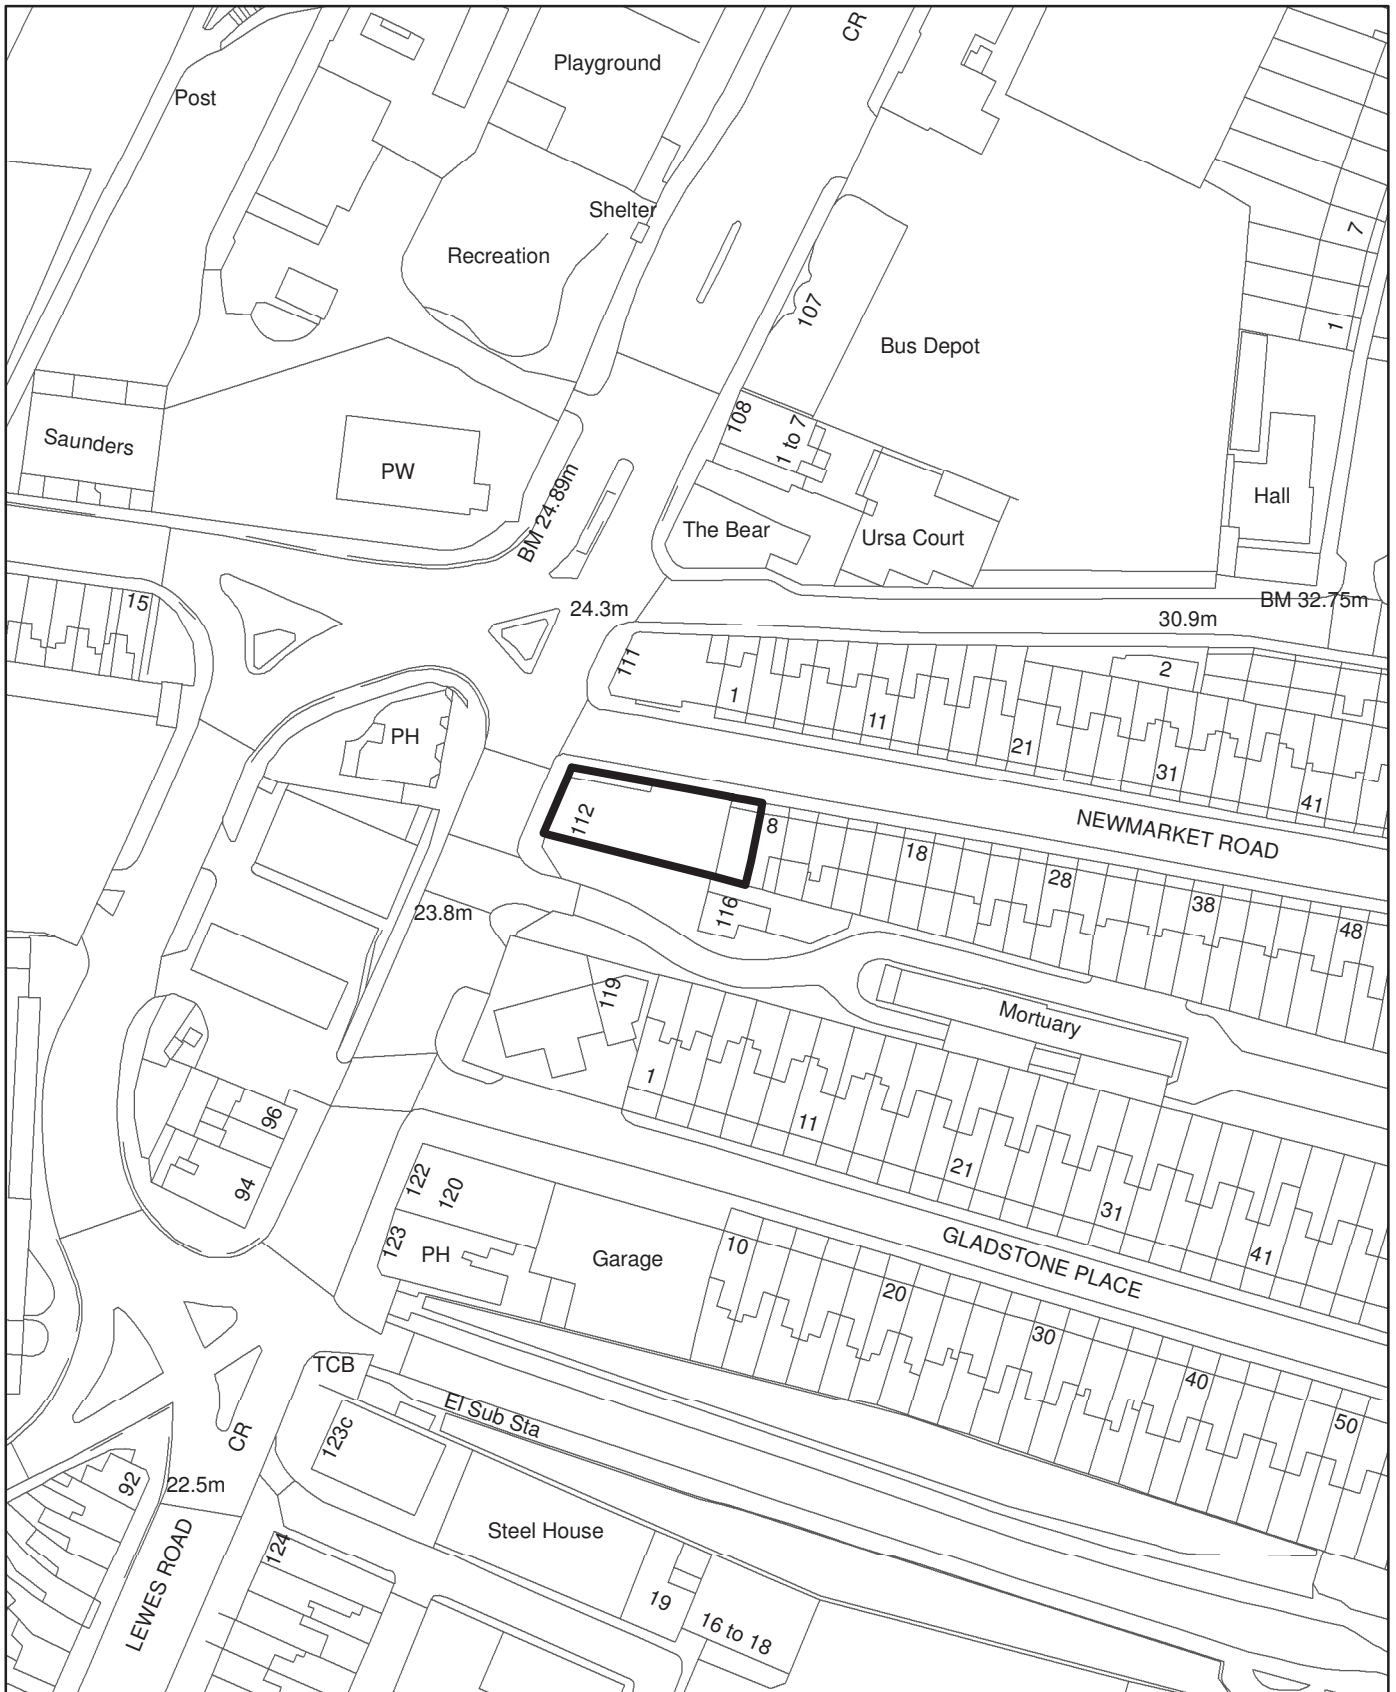 CR
Playground
Post
Shelter
7
Recreation
107
1
Bus Depot
108
1 to 7
Saunders
PW
BM 24.89m
Hall
The Bear
Ursa Court
15
24.3m
BM 32.75m
30.9m
111
2
1
11
21
31
41
PH
112
8
NEWMARKET ROAD
18
28
38
48
23.8m
116
119
Mortuary
1
11
21
31
41
96
94
122
120
123
PH
Garage
10
20
30
40
50
GLADSTONE PLACE
TCB
El Sub Sta
CR
123c
92
22.5m
Steel House
LEWES ROAD
124
19
16 to 18